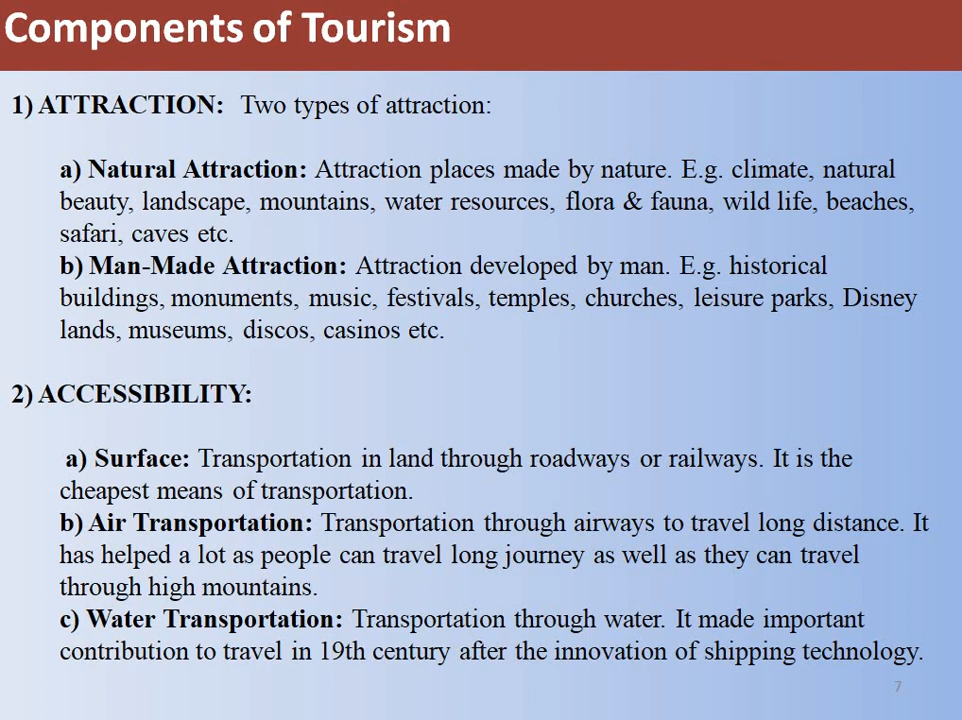 Components of Tourism
1) ATTRACTION: Two types of attraction:
a) Natural Attraction: Attraction places made by nature. E.g. climate, natural
beauty, landscape, mountains, water resources, flora & fauna, wild life, beaches,
safari, caves etc.
b) Man-Made Attraction: Attraction developed by man. E.g. historical
buildings, monuments, music, festivals, temples, churches, leisure parks, Disney
lands, museums, discos, casinos etc.
2) ACCESSIBILITY:
a) Surface: Transportation in land through roadways or railways. It is the
cheapest means of transportation.
b) Air Transportation: Transportation through airways to travel long distance. It
has helped a lot as people can travel long journey as well as they can travel
through high mountains.
c) Water Transportation: Transportation through water. It made important
contribution to travel in 19th century after the innovation of shipping technology.
7